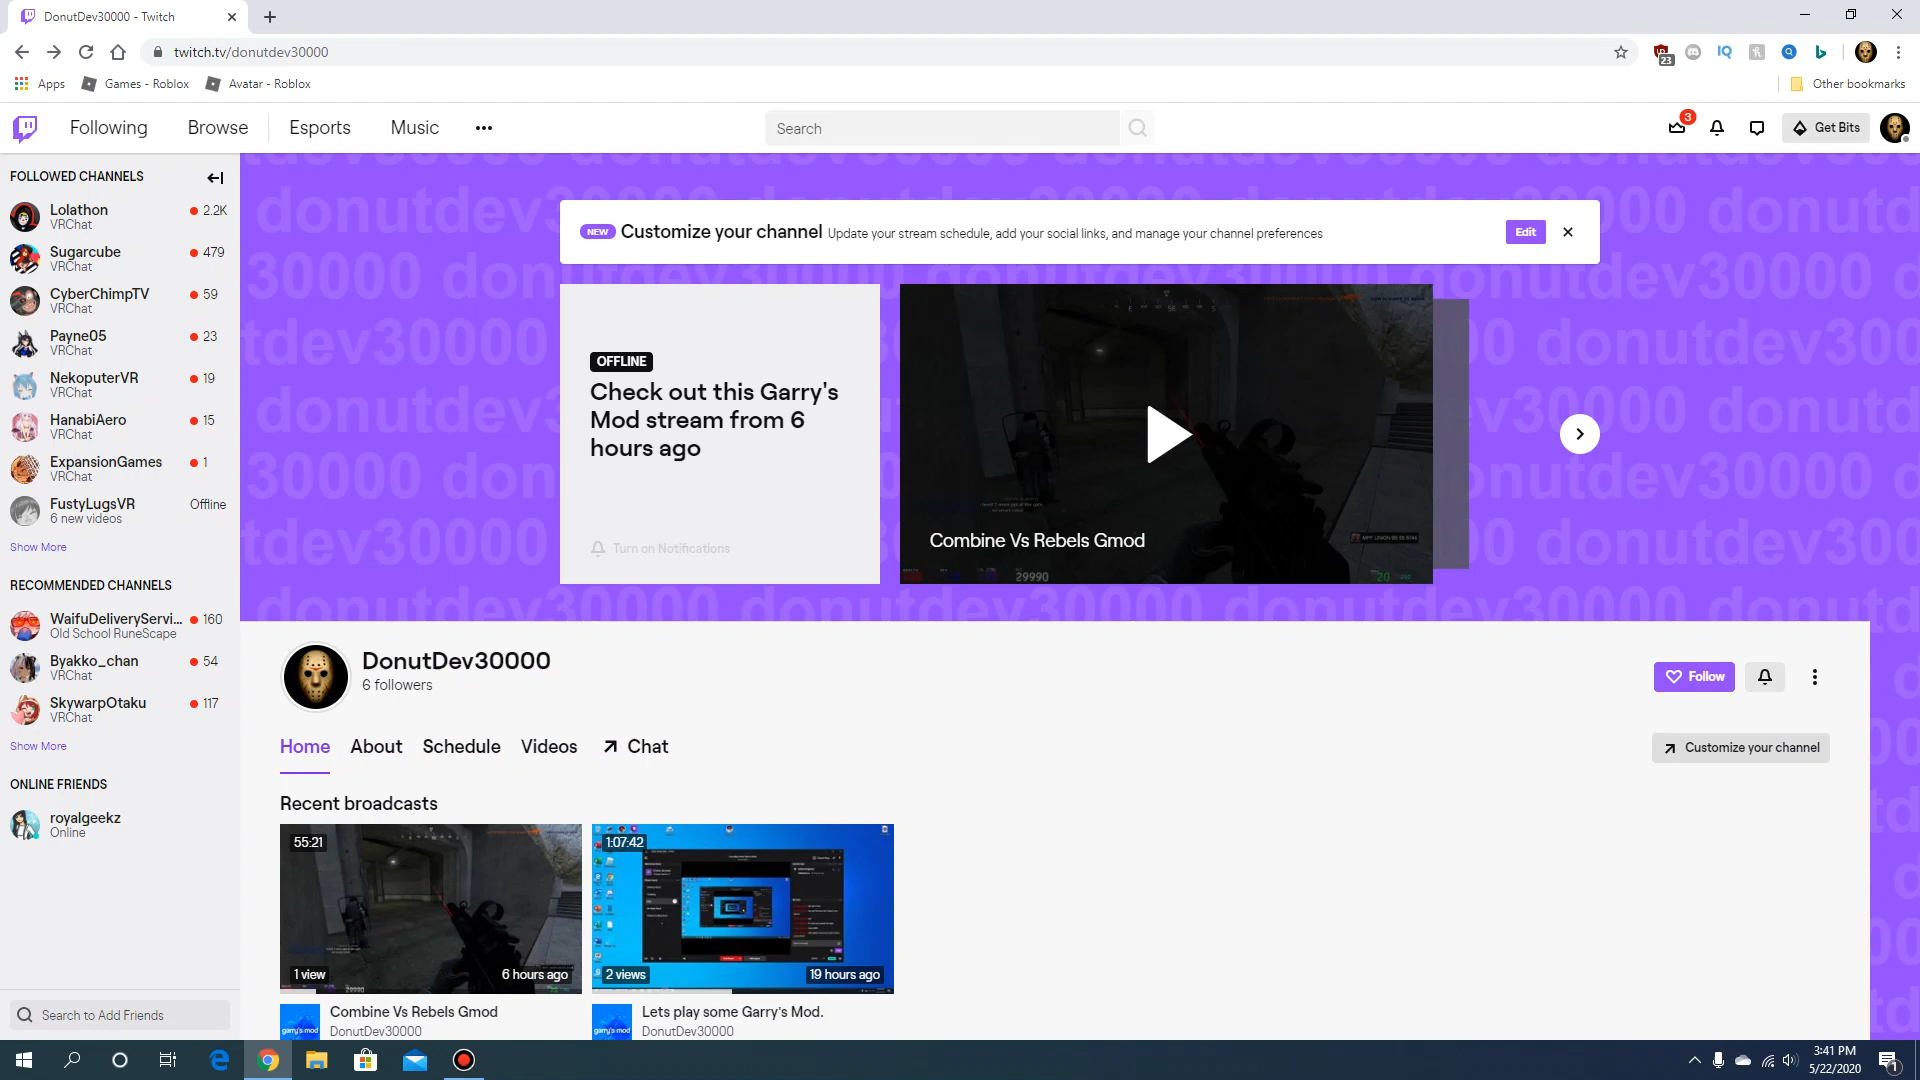 DonutDev30000 - Twitch
twitch.tv/donutdev30000
23
Apps
Games - Roblox
Avatar - Roblox
Other bookmarks
Following
Browse
Esports
Music
Search
3
Get Bits
FOLLOWED CHANNELS
Lolathon
2.2K
VRChat
Sugarcube
479
VRChat
CyberChimpTV
59
VRChat
Payne05
23
VRChat
NekoputerVR
19
VRChat
HanabiAero
15
VRChat
ExpansionGames
1
VRChat
FustyLugsVR
Offline
6 new videos
Show More
RECOMMENDED CHANNELS
WaifuDeliveryServi...
160
Old School RuneScape
Byakko_chan
54
VRChat
SkywarpOtaku
117
VRChat
Show More
ONLINE FRIENDS
royalgeekz
Online
Search to Add Friends
NEW Customize your channel Update your stream schedule, add your social links, and manage your channel preferences
Edit
OFFLINE
Check out this Garry's
Mod stream from 6
hours ago
Turn on Notifications
Combine Vs Rebels Gmod
29990
DonutDev30000
6 followers
Follow
Home
About
Schedule
Videos
Chat
Customize your channel
Recent broadcasts
55:21
1 view
6 hours ago
Combine Vs Rebels Gmod
DonutDev30000
garry's mod
1:07:42
2 views
19 hours ago
Lets play some Garry's Mod.
DonutDev30000
garry's mod
3:41 PM
5/22/2020
1